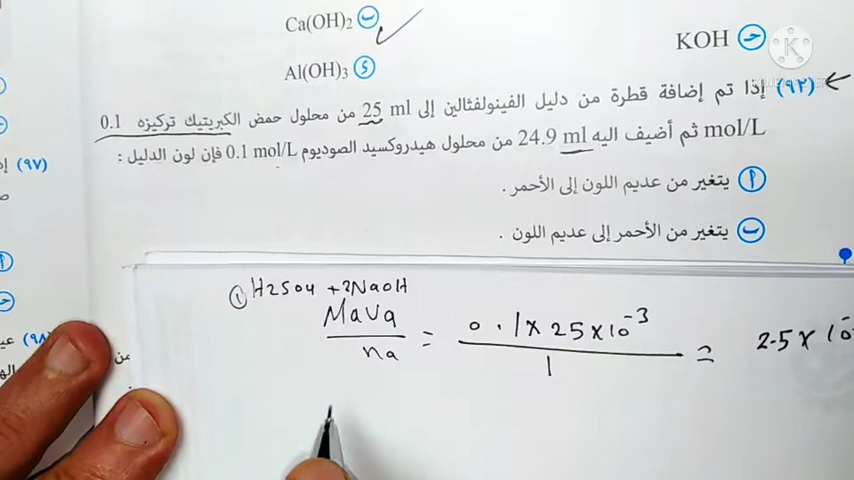 Ca(OH)₂ ب
KOH ج
Al(OH)₃ د
(٩٢) إذا تم إضافة قطرة من دليل الفينولفثالين إلى 25 ml من محلول حمض الكبريتيك تركيزه 0.1
mol/L ثم أضيف اليه 24.9 ml من محلول هيدروكسيد الصوديوم 0.1 mol/L فإن لون الدليل :
أ يتغير من عديم اللون إلى الأحمر .
ب يتغير من الأحمر إلى عديم اللون .
(٩٧)
(٩٨)
من
① H2SO4 + 2NaOH
MaVa / na = 0.1 x 25 x 10⁻³ / 1 = 2.5 x 10⁻
K
KINEMASTER